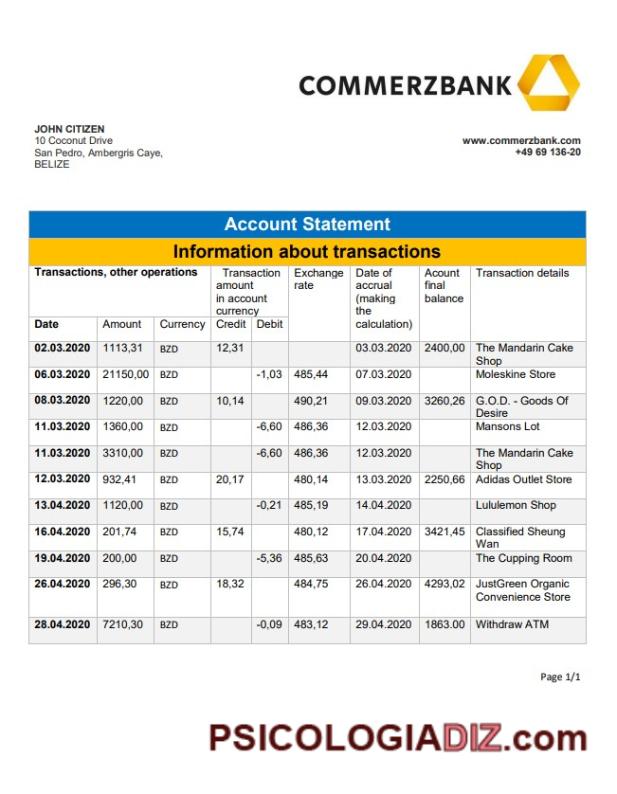 COMMERZBANK
JOHN CITIZEN
10 Coconut Drive
San Pedro, Ambergris Caye,
BELIZE
www.commerzbank.com
+49 69 136-20
Account Statement
Information about transactions
Transactions, other operations Transaction amount in account currency Exchange rate Date of accrual (making the calculation) Acount final balance Transaction details
Date Amount Currency Credit Debit
02.03.2020 1113,31 BZD 12,31 03.03.2020 2400,00 The Mandarin Cake Shop
06.03.2020 21150,00 BZD -1,03 485,44 07.03.2020 Moleskine Store
08.03.2020 1220,00 BZD 10,14 490,21 09.03.2020 3260,26 G.O.D. - Goods Of Desire
11.03.2020 1360,00 BZD -6,60 486,36 12.03.2020 Mansons Lot
11.03.2020 3310,00 BZD -6,60 486,36 12.03.2020 The Mandarin Cake Shop
12.03.2020 932,41 BZD 20,17 480,14 13.03.2020 2250,66 Adidas Outlet Store
13.04.2020 1120,00 BZD -0,21 485,19 14.04.2020 Lululemon Shop
16.04.2020 201,74 BZD 15,74 480,12 17.04.2020 3421,45 Classified Sheung Wan
19.04.2020 200,00 BZD -5,36 485,63 20.04.2020 The Cupping Room
26.04.2020 296,30 BZD 18,32 484,75 26.04.2020 4293,02 JustGreen Organic Convenience Store
28.04.2020 7210,30 BZD -0,09 483,12 29.04.2020 1863.00 Withdraw ATM
Page 1/1
PSICOLOGIADIZ.com